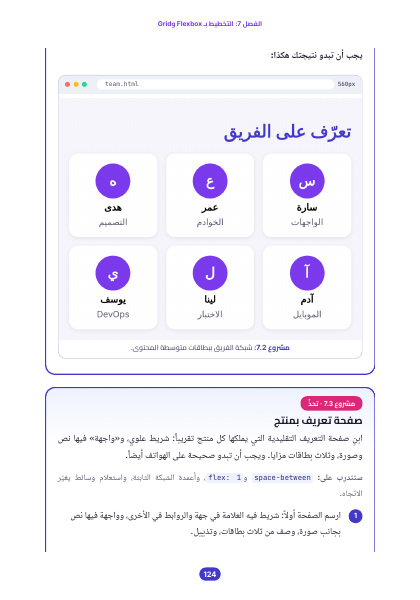 الفصل 7: التخطيط بـ Flexbox وGrid
يجب أن تبدو نتيجتك هكذا:
team.html
560px
تعرّف على الفريق
س
سارة
الواجهات
ع
عمر
الخوادم
ه
هدى
التصميم
آ
آدم
الموبايل
ل
لينا
الاختبار
ي
يوسف
DevOps
مشروع 7.2: شبكة الفريق ببطاقات متوسطة المحتوى.
مشروع 7.3 · تحدٍّ
صفحة تعريف بمنتج
ابنِ صفحة التعريف التقليدية التي يملكها كل منتج تقريباً: شريط علوي، و«واجهة» فيها نص
وصورة، وثلاث بطاقات مزايا. ويجب أن تبدو صحيحة على الهواتف أيضاً.
ستتدرب على: space-between و flex: 1، وأعمدة الشبكة الثابتة، واستعلام وسائط يغيّر
الاتجاه.
1 ارسم الصفحة أولاً: شريط فيه العلامة في جهة والروابط في الأخرى، وواجهة فيها نص
بجانب صورة، وصف من ثلاث بطاقات، وتذييل.
124